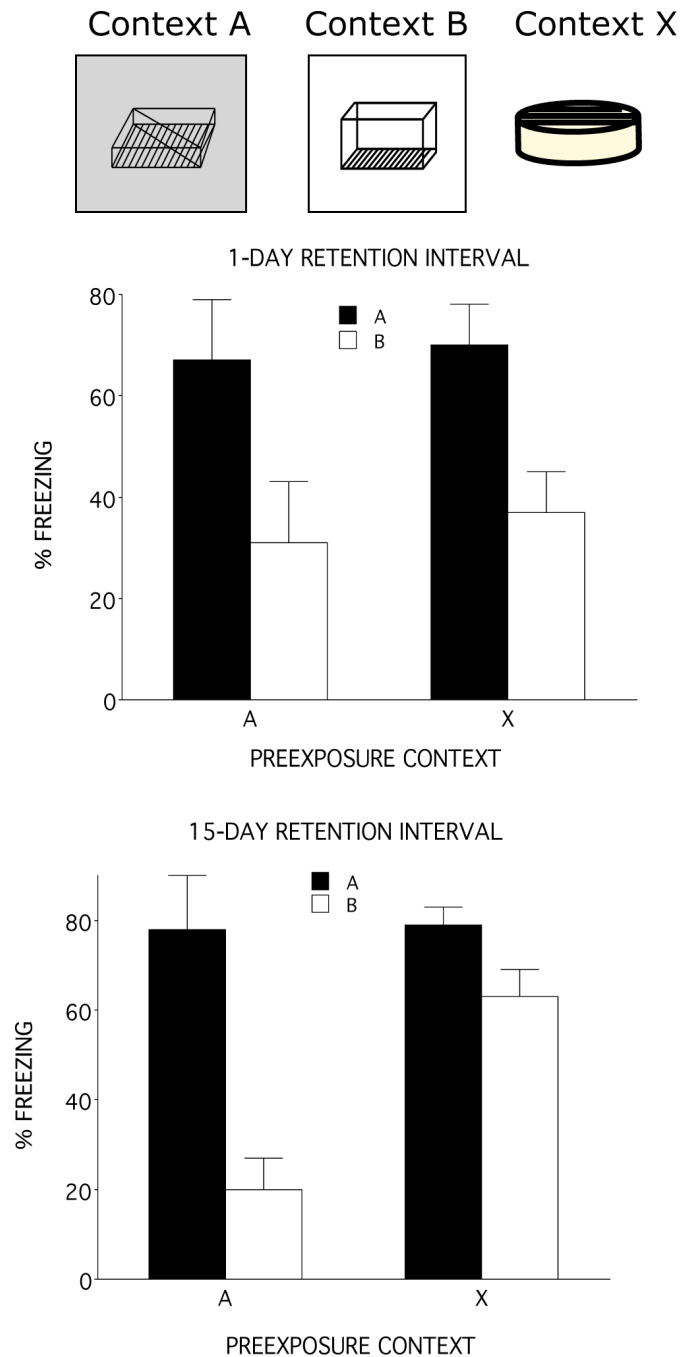 Context A Context B Context X
1-DAY RETENTION INTERVAL
80
60
40
20
0
% FREEZING
A
B
A X
PREEXPOSURE CONTEXT
15-DAY RETENTION INTERVAL
80
60
40
20
0
% FREEZING
A
B
A X
PREEXPOSURE CONTEXT